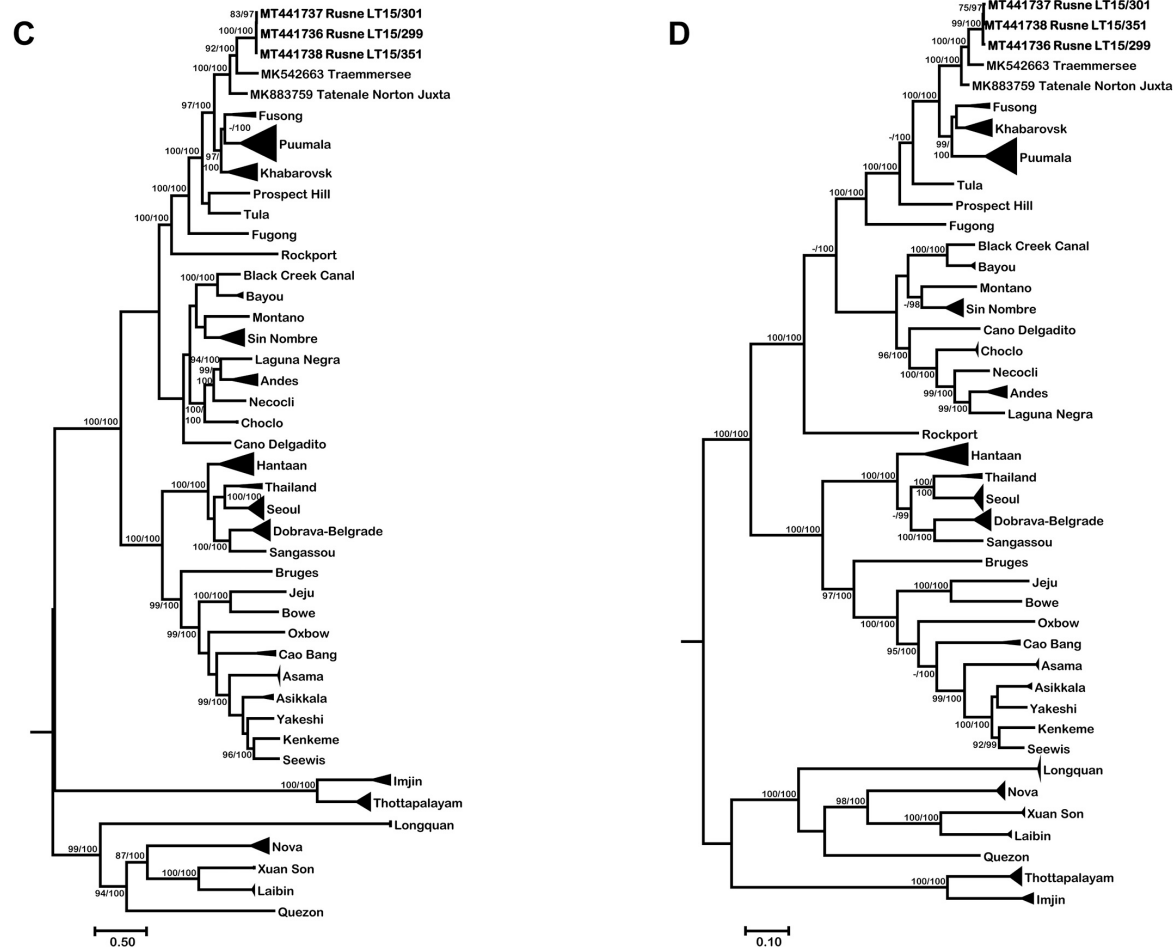 C
83/97
MT441737 Rusne LT15/301
100/100
MT441736 Rusne LT15/299
92/100
MT441738 Rusne LT15/351
100/100
MK542663 Traemmersee
MK883759 Tatenale Norton Juxta
97/100
Fusong
-/100
Puumala
100/100
97/
100
Khabarovsk
100/100
Prospect Hill
Tula
100/100
Fugong
Rockport
Black Creek Canal
100/100
Bayou
Montano
Sin Nombre
94/100
Laguna Negra
99/
100
Andes
Necocli
100/
100
Choclo
100/100
Cano Delgadito
Hantaan
100/100
Thailand
100/100
Seoul
Dobrava-Belgrade
100/100
100/100
Sangassou
Bruges
99/100
100/100
Jeju
Bowe
99/100
Oxbow
Cao Bang
Asama
99/100
Asikkala
Yakeshi
Kenkeme
96/100
Seewis
100/100
Imjin
Thottapalayam
Longquan
99/100
87/100
Nova
Xuan Son
100/100
94/100
Laibin
Quezon
0.50
D
75/97
MT441737 Rusne LT15/301
99/100
MT441738 Rusne LT15/351
100/100
MT441736 Rusne LT15/299
100/100
MK542663 Traemmersee
MK883759 Tatenale Norton Juxta
100/100
Fusong
Khabarovsk
-/100
99/
100
Puumala
100/100
Tula
100/100
Prospect Hill
Fugong
-/100
Black Creek Canal
100/100
Bayou
Montano
-/98
Sin Nombre
100/100
Cano Delgadito
96/100
Choclo
100/100
Necocli
99/100
Andes
99/100
Laguna Negra
100/100
Rockport
Hantaan
100/100
100/
100
Thailand
Seoul
-/99
Dobrava-Belgrade
100/100
100/100
Sangassou
Bruges
97/100
100/100
Jeju
Bowe
100/100
Oxbow
95/100
Cao Bang
-/100
Asama
99/100
Asikkala
Yakeshi
100/100
Kenkeme
92/99
Seewis
Longquan
100/100
98/100
Nova
Xuan Son
100/100
Laibin
Quezon
100/100
Thottapalayam
Imjin
0.10